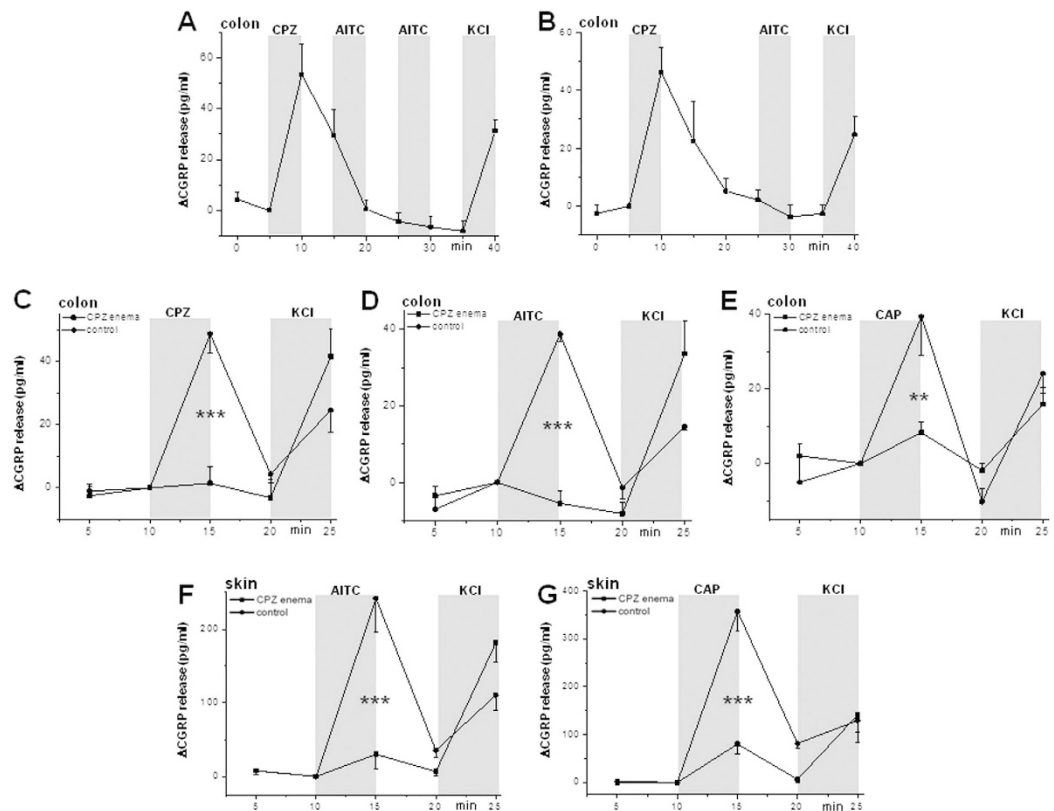 A
colon
CPZ
AITC
AITC
KCl
ΔCGRP release (pg/ml)
60
40
20
0
0
10
20
30
min
40
B
colon
CPZ
AITC
KCl
ΔCGRP release (pg/ml)
60
40
20
0
0
10
20
30
min
40
C
colon
CPZ enema
control
CPZ
KCl
***
ΔCGRP release (pg/ml)
40
20
0
5
10
15
20
min
25
D
colon
CPZ enema
control
AITC
KCl
***
ΔCGRP release (pg/ml)
40
20
0
5
10
15
20
min
25
E
colon
CPZ enema
control
CAP
KCl
**
ΔCGRP release (pg/ml)
40
20
0
5
10
15
20
min
25
F
skin
CPZ enema
control
AITC
KCl
***
ΔCGRP release (pg/ml)
200
100
0
5
10
15
20
min
25
G
skin
CPZ enema
control
CAP
KCl
***
ΔCGRP release (pg/ml)
400
300
200
100
0
5
10
15
20
min
25